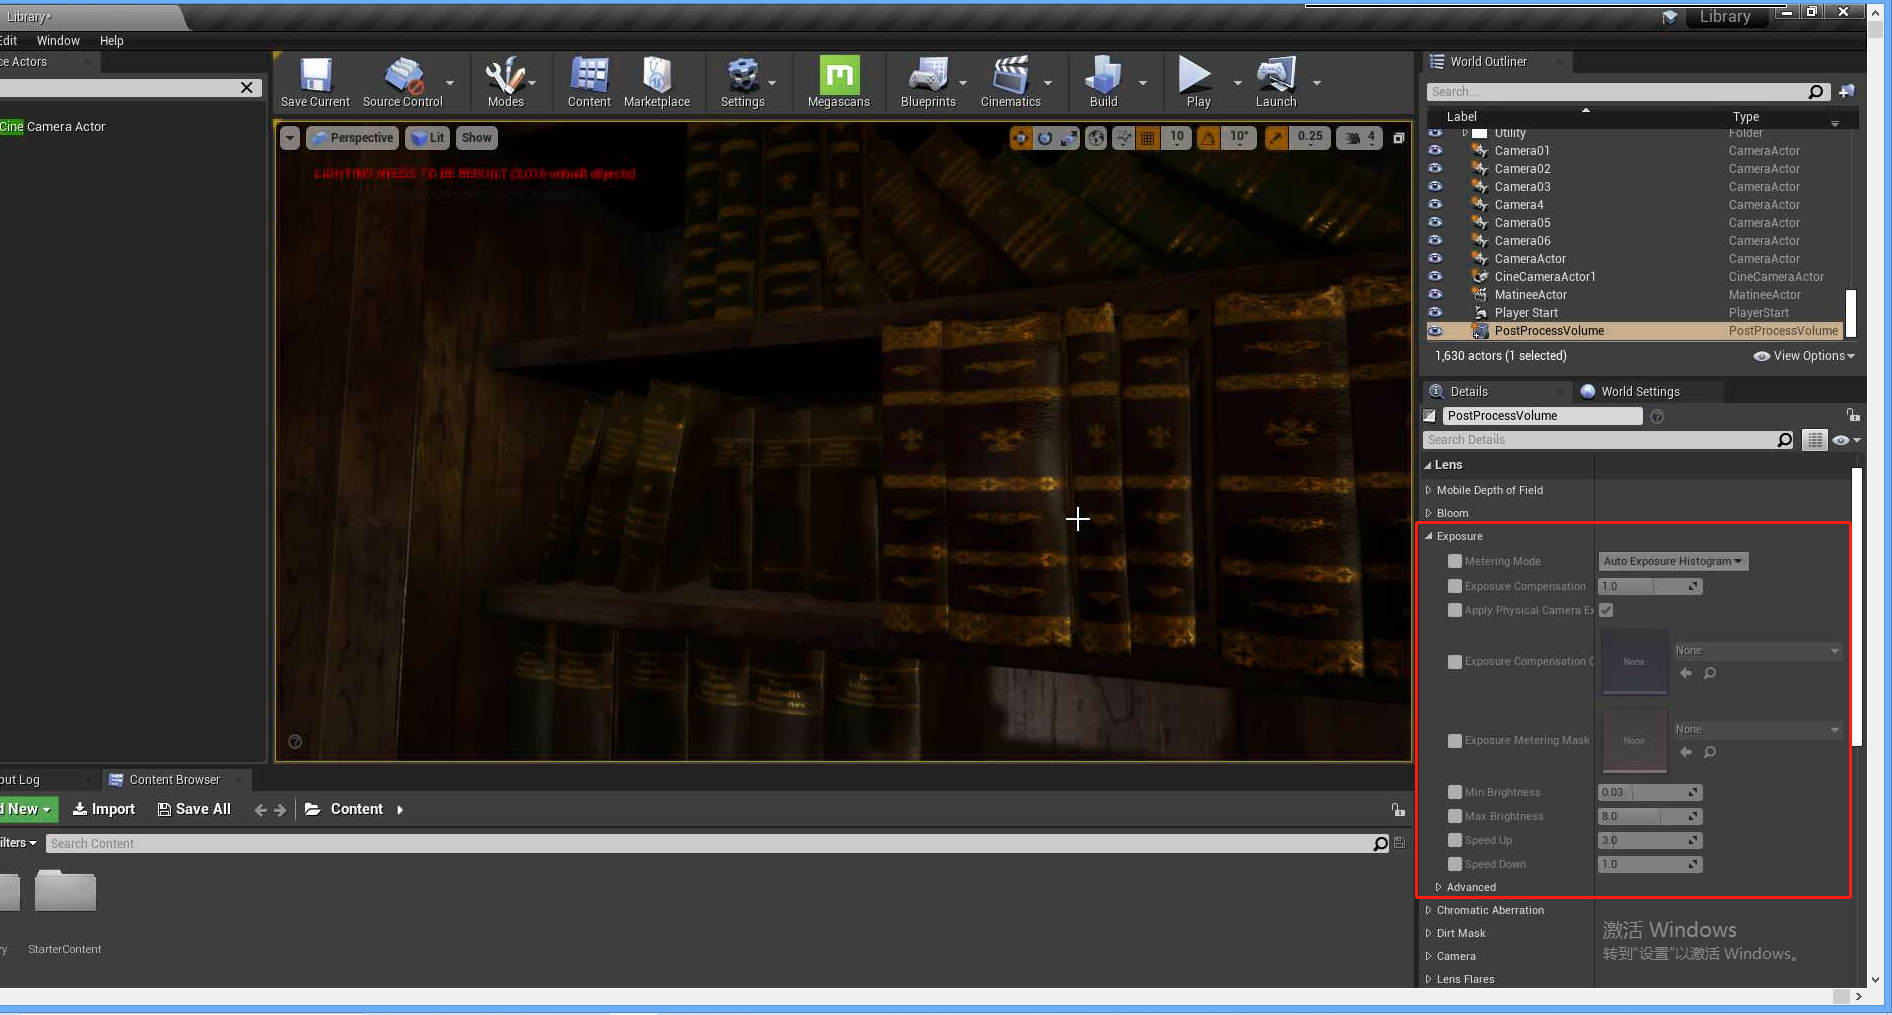 Library*
Library
Edit Window Help
ce Actors
Cine Camera Actor
Save Current
Source Control
Modes
Content
Marketplace
Settings
Megascans
Blueprints
Cinematics
Build
Play
Launch
Perspective
Lit
Show
10
10°
0.25
4
LIGHTING NEEDS TO BE REBUILT (3,015 unbuilt objects)
World Outliner
Search...
Label Type
Utility Folder
Camera01 CameraActor
Camera02 CameraActor
Camera03 CameraActor
Camera4 CameraActor
Camera05 CameraActor
Camera06 CameraActor
CameraActor CameraActor
CineCameraActor1 CineCameraActor
MatineeActor MatineeActor
Player Start PlayerStart
PostProcessVolume PostProcessVolume
1,630 actors (1 selected)
View Options
Details
World Settings
PostProcessVolume
Search Details
Lens
Mobile Depth of Field
Bloom
Exposure
Metering Mode Auto Exposure Histogram
Exposure Compensation 1.0
Apply Physical Camera Ex
Exposure Compensation C None None
Exposure Metering Mask None None
Min Brightness 0.03
Max Brightness 8.0
Speed Up 3.0
Speed Down 1.0
Advanced
Chromatic Aberration
Dirt Mask
Camera
Lens Flares
激活 Windows
转到"设置"以激活 Windows。
put Log
Content Browser
d New
Import
Save All
Content
ilters
Search Content
ry
StarterContent